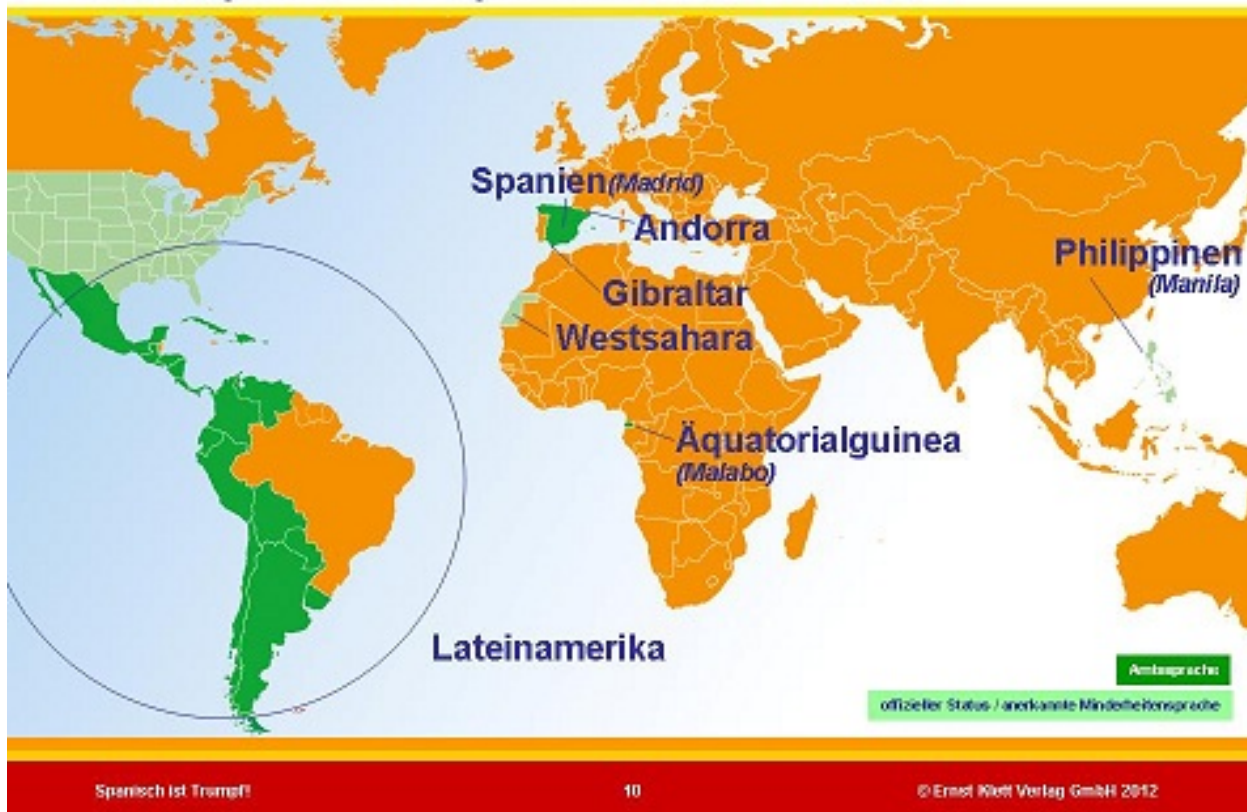 Spanien (Madrid)
Andorra
Philippinen
(Manila)
Gibraltar
Westsahara
Äquatorialguinea
(Malabo)
Lateinamerika
Amtssprache
offizieller Status / anerkannte Minderheitensprache
Spanisch ist Trumpf! 10 © Ernst Klett Verlag GmbH 2012